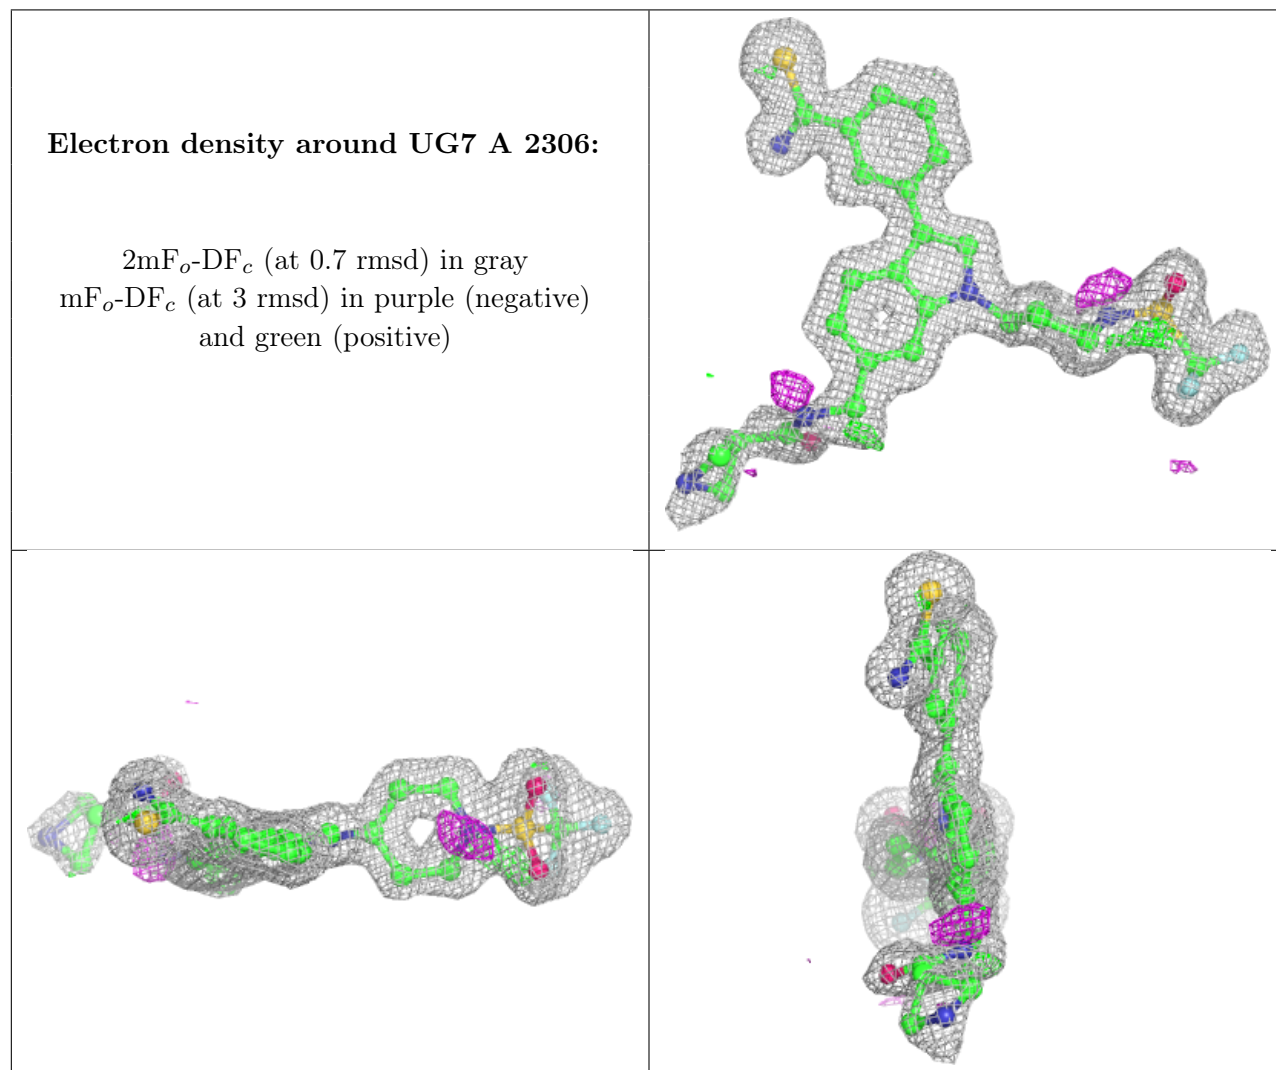 Electron density around UG7 A 2306:
2mFo-DFc (at 0.7 rmsd) in gray
mFo-DFc (at 3 rmsd) in purple (negative)
and green (positive)